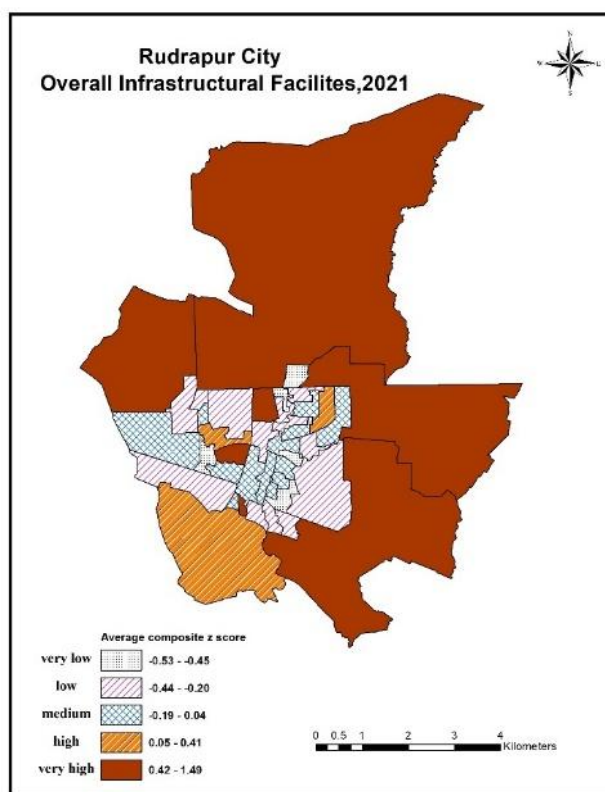 Rudrapur City
Overall Infrastructural Facilites,2021
N
W
E
S
Average composite z score
very low -0.53 - -0.45
low -0.44 - -0.20
medium -0.19 - 0.04
high 0.05 - 0.41
very high 0.42 - 1.49
0 0.5 1 2 3 4
Kilometers